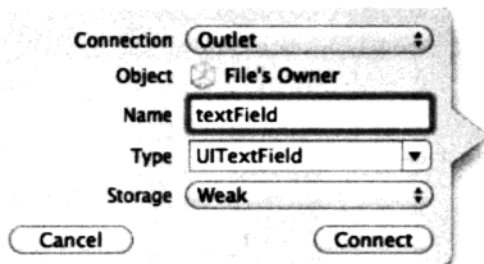 Connection Outlet
Object File's Owner
Name textField
Type UITextField
Storage Weak
Cancel Connect